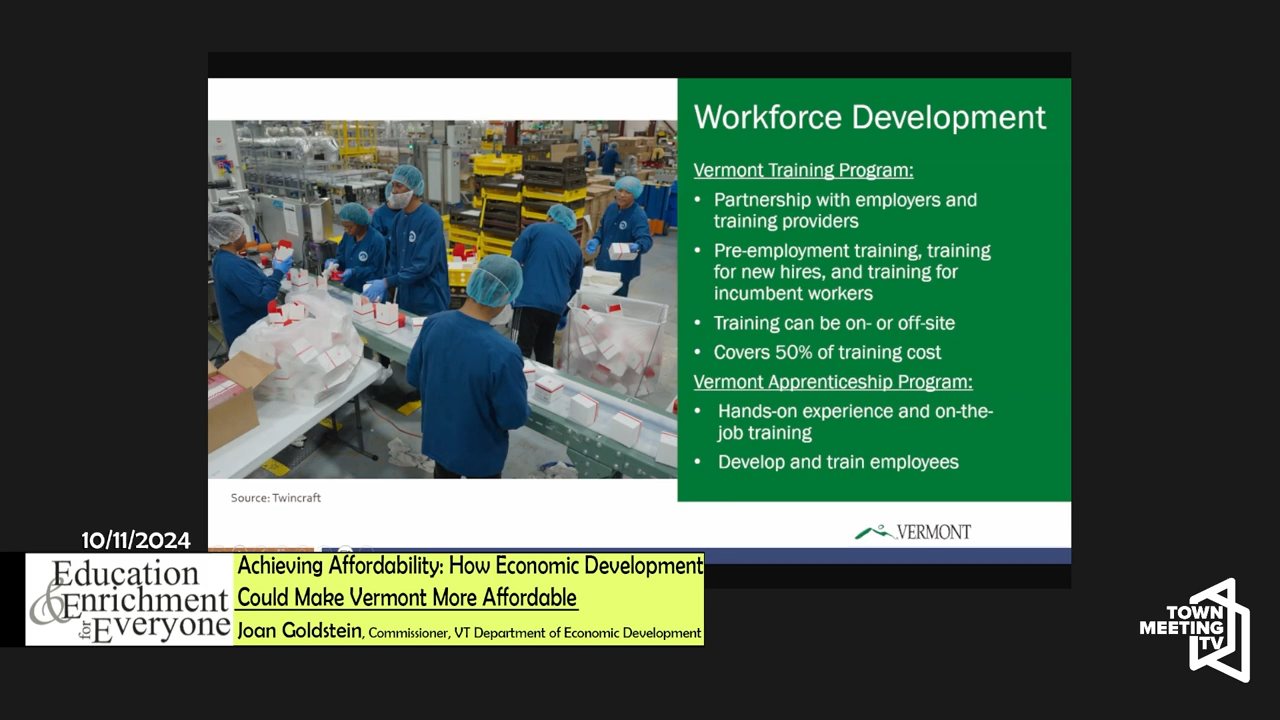 Workforce Development
Vermont Training Program:
• Partnership with employers and
training providers
• Pre-employment training, training
for new hires, and training for
incumbent workers
• Training can be on- or off-site
• Covers 50% of training cost
Vermont Apprenticeship Program:
• Hands-on experience and on-the-
job training
• Develop and train employees
Source: Twincraft
VERMONT
10/11/2024
Education
& Enrichment
for Everyone
Achieving Affordability: How Economic Development
Could Make Vermont More Affordable
Joan Goldstein, Commissioner, VT Department of Economic Development
TOWN
MEETING
TV